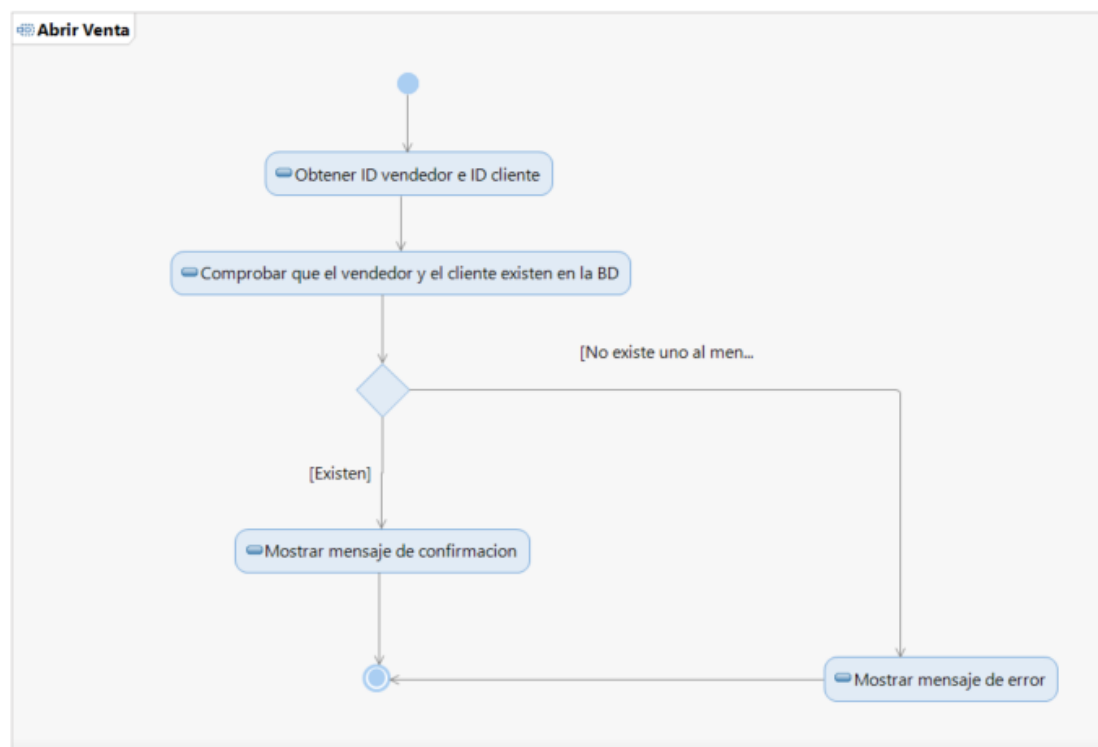 Abrir Venta
Obtener ID vendedor e ID cliente
Comprobar que el vendedor y el cliente existen en la BD
[No existe uno al men...
[Existen]
Mostrar mensaje de confirmacion
Mostrar mensaje de error